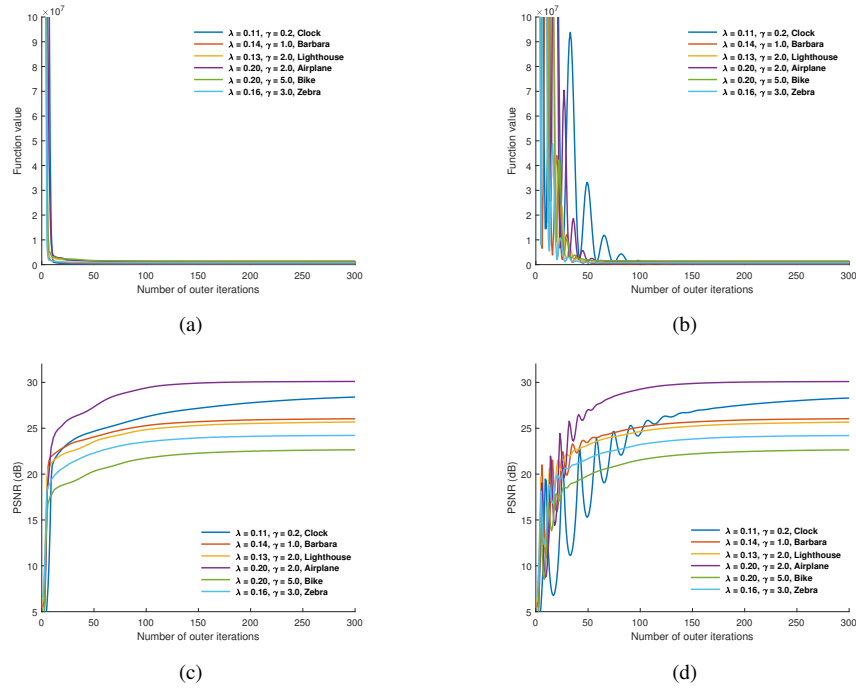 ×10⁷
10
9
8
7
6
5
4
3
2
1
0
Function value
0 50 100 150 200 250 300
Number of outer iterations
λ = 0.11, γ = 0.2, Clock
λ = 0.14, γ = 1.0, Barbara
λ = 0.13, γ = 2.0, Lighthouse
λ = 0.20, γ = 2.0, Airplane
λ = 0.20, γ = 5.0, Bike
λ = 0.16, γ = 3.0, Zebra
(a)
×10⁷
10
9
8
7
6
5
4
3
2
1
0
Function value
0 50 100 150 200 250 300
Number of outer iterations
λ = 0.11, γ = 0.2, Clock
λ = 0.14, γ = 1.0, Barbara
λ = 0.13, γ = 2.0, Lighthouse
λ = 0.20, γ = 2.0, Airplane
λ = 0.20, γ = 5.0, Bike
λ = 0.16, γ = 3.0, Zebra
(b)
30
25
20
15
10
5
PSNR (dB)
λ = 0.11, γ = 0.2, Clock
λ = 0.14, γ = 1.0, Barbara
λ = 0.13, γ = 2.0, Lighthouse
λ = 0.20, γ = 2.0, Airplane
λ = 0.20, γ = 5.0, Bike
λ = 0.16, γ = 3.0, Zebra
0 50 100 150 200 250 300
Number of outer iterations
(c)
30
25
20
15
10
5
PSNR (dB)
λ = 0.11, γ = 0.2, Clock
λ = 0.14, γ = 1.0, Barbara
λ = 0.13, γ = 2.0, Lighthouse
λ = 0.20, γ = 2.0, Airplane
λ = 0.20, γ = 5.0, Bike
λ = 0.16, γ = 3.0, Zebra
0 50 100 150 200 250 300
Number of outer iterations
(d)